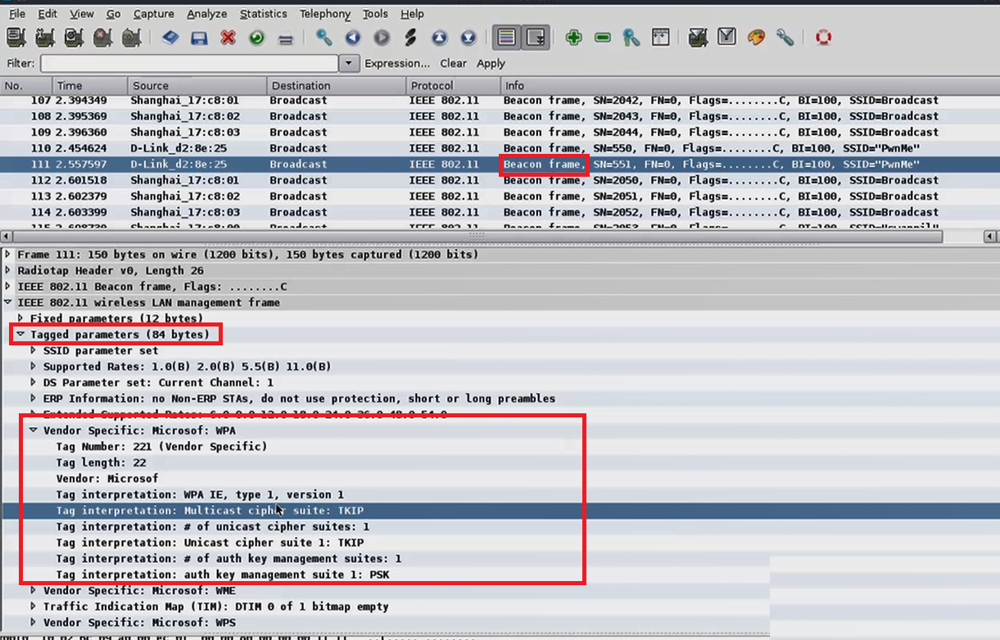 File Edit View Go Capture Analyze Statistics Telephony Tools Help
Filter: Expression... Clear Apply
No. Time Source Destination Protocol Info
107 2.394349 Shanghai_17:c8:01 Broadcast IEEE 802.11 Beacon frame, SN=2042, FN=0, Flags=........C, BI=100, SSID=Broadcast
108 2.395369 Shanghai_17:c8:02 Broadcast IEEE 802.11 Beacon frame, SN=2043, FN=0, Flags=........C, BI=100, SSID=Broadcast
109 2.396360 Shanghai_17:c8:03 Broadcast IEEE 802.11 Beacon frame, SN=2044, FN=0, Flags=........C, BI=100, SSID=Broadcast
110 2.454624 D-Link_d2:8e:25 Broadcast IEEE 802.11 Beacon frame, SN=550, FN=0, Flags=........C, BI=100, SSID="PwnMe"
111 2.557597 D-Link_d2:8e:25 Broadcast IEEE 802.11 Beacon frame, SN=551, FN=0, Flags=........C, BI=100, SSID="PwnMe"
112 2.601518 Shanghai_17:c8:01 Broadcast IEEE 802.11 Beacon frame, SN=2050, FN=0, Flags=........C, BI=100, SSID=Broadcast
113 2.602379 Shanghai_17:c8:02 Broadcast IEEE 802.11 Beacon frame, SN=2051, FN=0, Flags=........C, BI=100, SSID=Broadcast
114 2.603399 Shanghai_17:c8:03 Broadcast IEEE 802.11 Beacon frame, SN=2052, FN=0, Flags=........C, BI=100, SSID=Broadcast
Frame 111: 150 bytes on wire (1200 bits), 150 bytes captured (1200 bits)
Radiotap Header v0, Length 26
IEEE 802.11 Beacon frame, Flags: ........C
IEEE 802.11 wireless LAN management frame
Fixed parameters (12 bytes)
Tagged parameters (84 bytes)
SSID parameter set
Supported Rates: 1.0(B) 2.0(B) 5.5(B) 11.0(B)
DS Parameter set: Current Channel: 1
ERP Information: no Non-ERP STAs, do not use protection, short or long preambles
Extended Supported Rates: 6.0 9.0 12.0 18.0 24.0 36.0 48.0 54.0
Vendor Specific: Microsof: WPA
Tag Number: 221 (Vendor Specific)
Tag length: 22
Vendor: Microsof
Tag interpretation: WPA IE, type 1, version 1
Tag interpretation: Multicast cipher suite: TKIP
Tag interpretation: # of unicast cipher suites: 1
Tag interpretation: Unicast cipher suite 1: TKIP
Tag interpretation: # of auth key management suites: 1
Tag interpretation: auth key management suite 1: PSK
Vendor Specific: Microsof: WME
Traffic Indication Map (TIM): DTIM 0 of 1 bitmap empty
Vendor Specific: Microsof: WPS